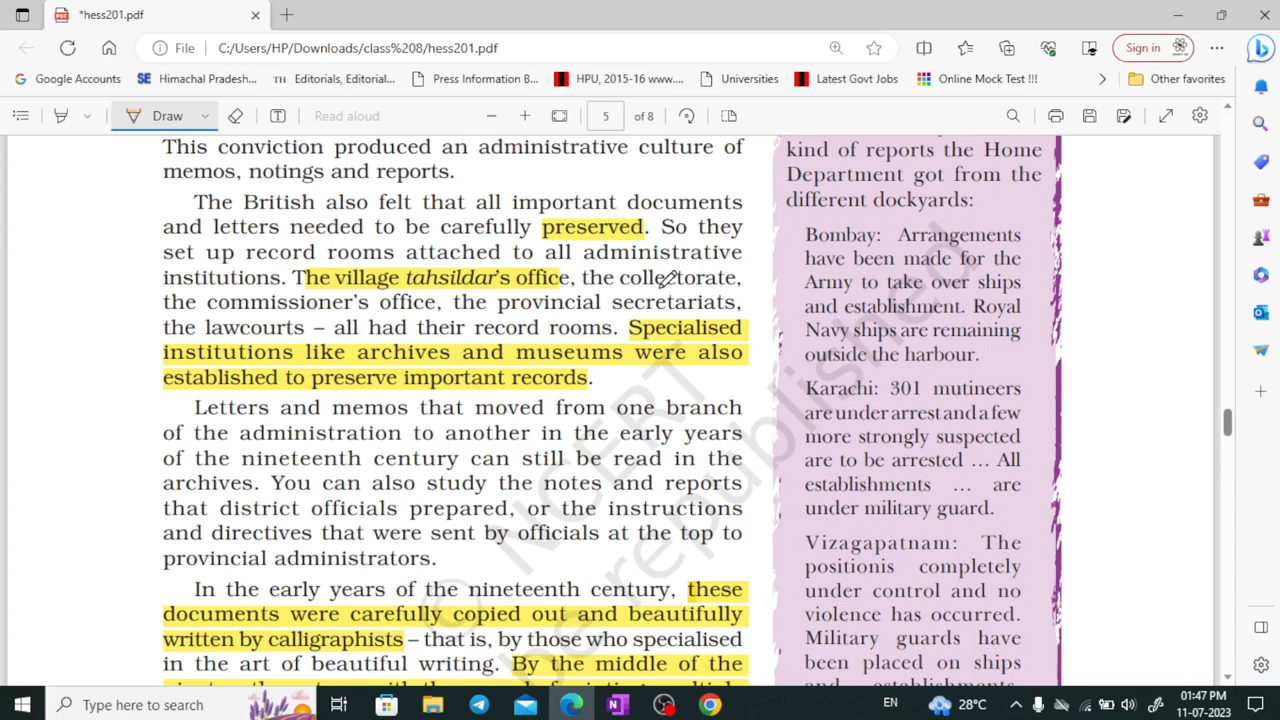 *hess201.pdf
File
C:/Users/HP/Downloads/class%208/hess201.pdf
Sign in
Google Accounts
SE Himachal Pradesh...
TH Editorials, Editorial...
Press Information B...
HPU, 2015-16 www....
Universities
Latest Govt Jobs
Online Mock Test !!!
Other favorites
Draw
Read aloud
5 of 8
This conviction produced an administrative culture of
memos, notings and reports.
The British also felt that all important documents
and letters needed to be carefully preserved. So they
set up record rooms attached to all administrative
institutions. The village tahsildar's office, the collectorate,
the commissioner's office, the provincial secretariats,
the lawcourts – all had their record rooms. Specialised
institutions like archives and museums were also
established to preserve important records.
Letters and memos that moved from one branch
of the administration to another in the early years
of the nineteenth century can still be read in the
archives. You can also study the notes and reports
that district officials prepared, or the instructions
and directives that were sent by officials at the top to
provincial administrators.
In the early years of the nineteenth century, these
documents were carefully copied out and beautifully
written by calligraphists – that is, by those who specialised
in the art of beautiful writing. By the middle of the
kind of reports the Home
Department got from the
different dockyards:
Bombay: Arrangements
have been made for the
Army to take over ships
and establishment. Royal
Navy ships are remaining
outside the harbour.
Karachi: 301 mutineers
are under arrest and a few
more strongly suspected
are to be arrested ... All
establishments ... are
under military guard.
Vizagapatnam: The
positionis completely
under control and no
violence has occurred.
Military guards have
been placed on ships
© NCERT
be republished
Type here to search
28°C
EN
01:47 PM
11-07-2023